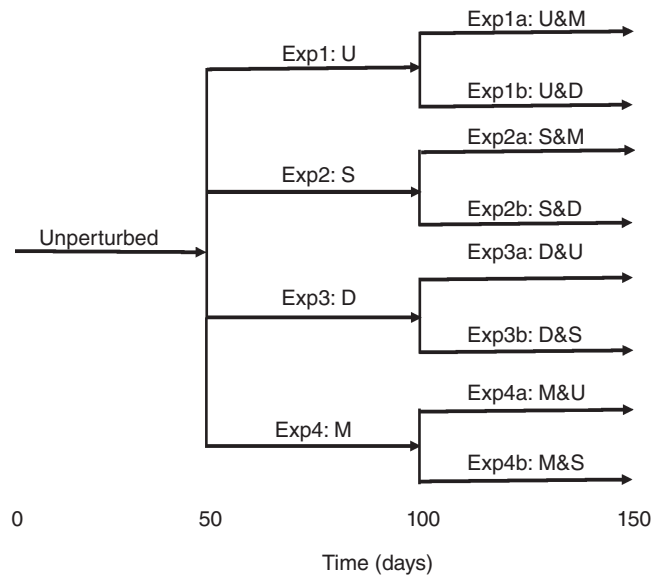 Exp1a: U&M
Exp1: U
Exp1b: U&D
Exp2a: S&M
Exp2: S
Exp2b: S&D
Unperturbed
Exp3a: D&U
Exp3: D
Exp3b: D&S
Exp4a: M&U
Exp4: M
Exp4b: M&S
0 50 100 150
Time (days)